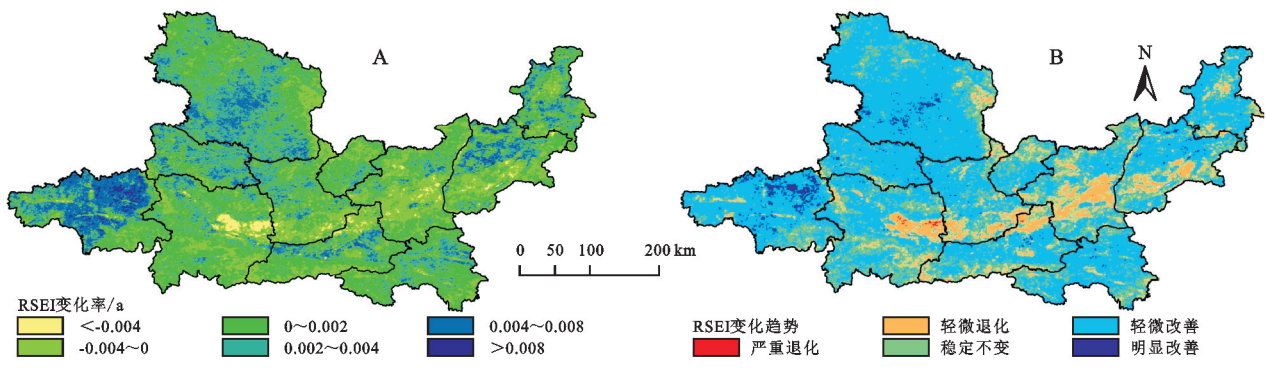 A
B
N
0 50 100 200 km
RSEI变化率/a
<-0.004
0~0.002
0.004~0.008
-0.004~0
0.002~0.004
>0.008
RSEI变化趋势
轻微退化
轻微改善
严重退化
稳定不变
明显改善